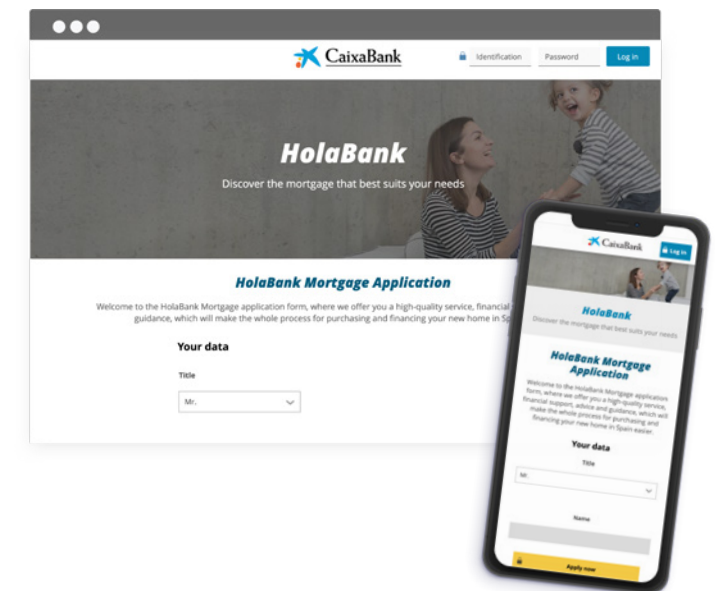 CaixaBank
Identification
Password
Log in
HolaBank
Discover the mortgage that best suits your needs
HolaBank Mortgage Application
Welcome to the HolaBank Mortgage application form, where we offer you a high-quality service, financial
guidance, which will make the whole process for purchasing and financing your new home in
Your data
Title
Mr.
CaixaBank
Log in
HolaBank
Discover the mortgage that best suits your needs
HolaBank Mortgage
Application
Welcome to the HolaBank Mortgage application
form, where we offer you a high-quality service,
financial support, advice and guidance, which will
make the whole process for purchasing and
financing your new home in Spain easier.
Your data
Title
Mr.
Name
Apply now